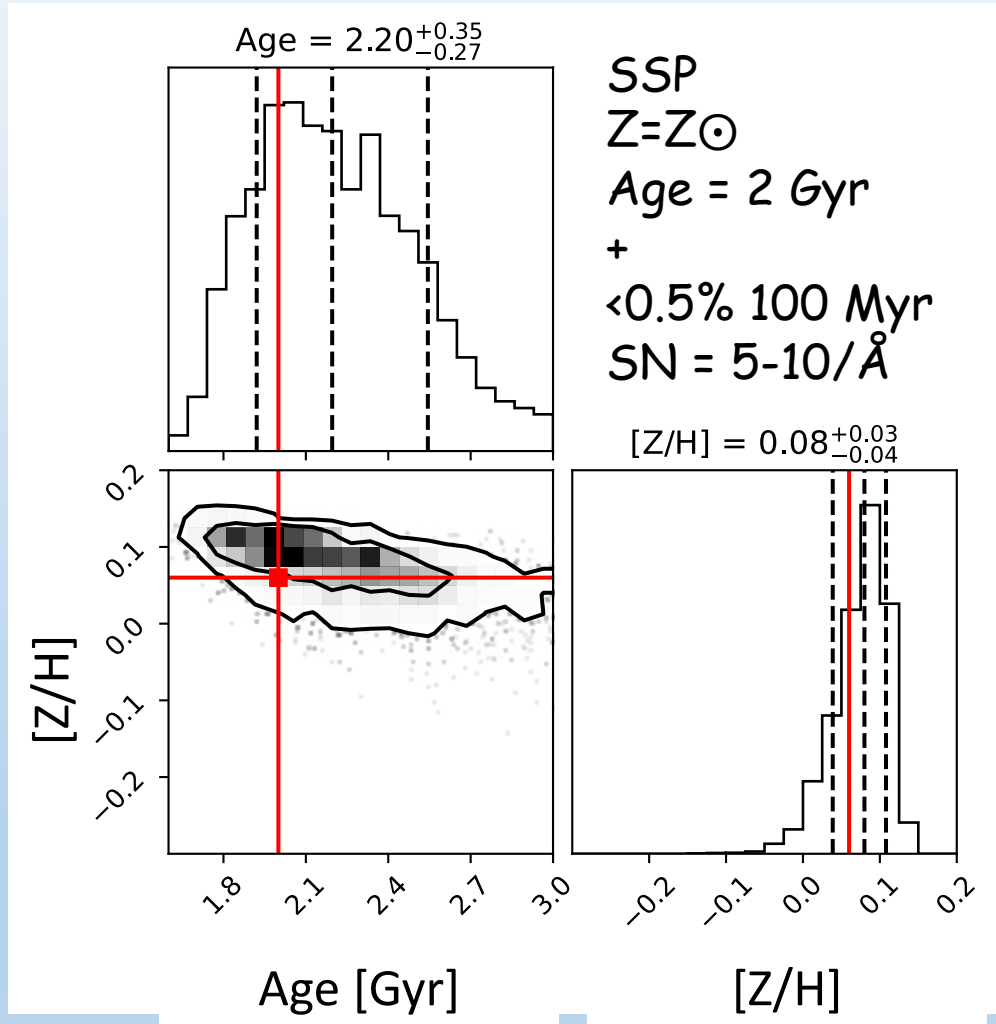 Age = 2.20+0.35 −0.27
SSP
Z=Z⊙
Age = 2 Gyr
+
<0.5% 100 Myr
SN = 5-10/Å
[Z/H] = 0.08+0.03 −0.04
0.2
0.1
0.0
−0.1
−0.2
[Z/H]
1.8
2.1
2.4
2.7
3.0
−0.2
−0.1
0.0
0.1
0.2
Age [Gyr]
[Z/H]